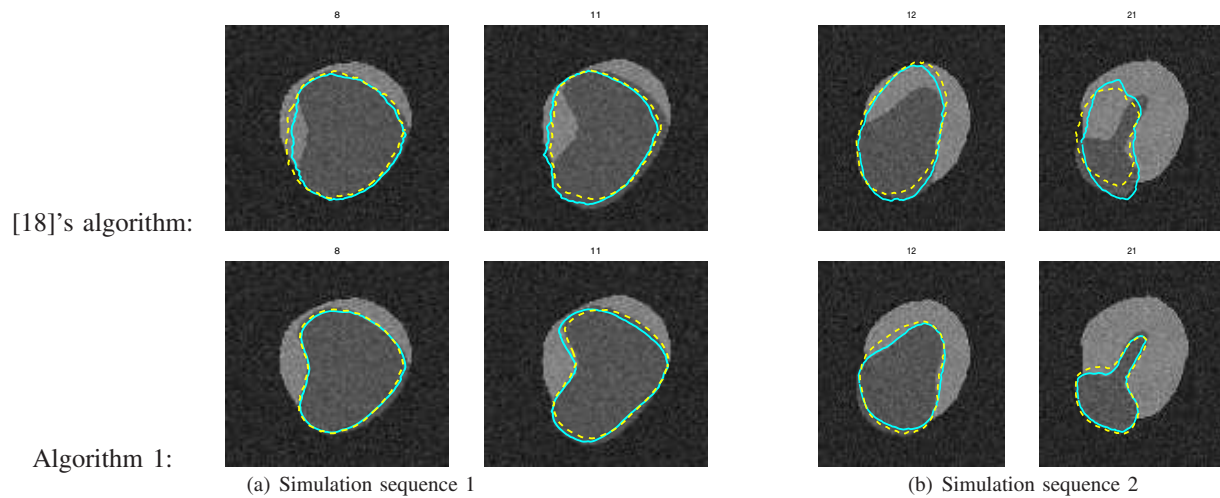 8 11 12 21
[18]'s algorithm:
8 11 12 21
Algorithm 1:
(a) Simulation sequence 1 (b) Simulation sequence 2